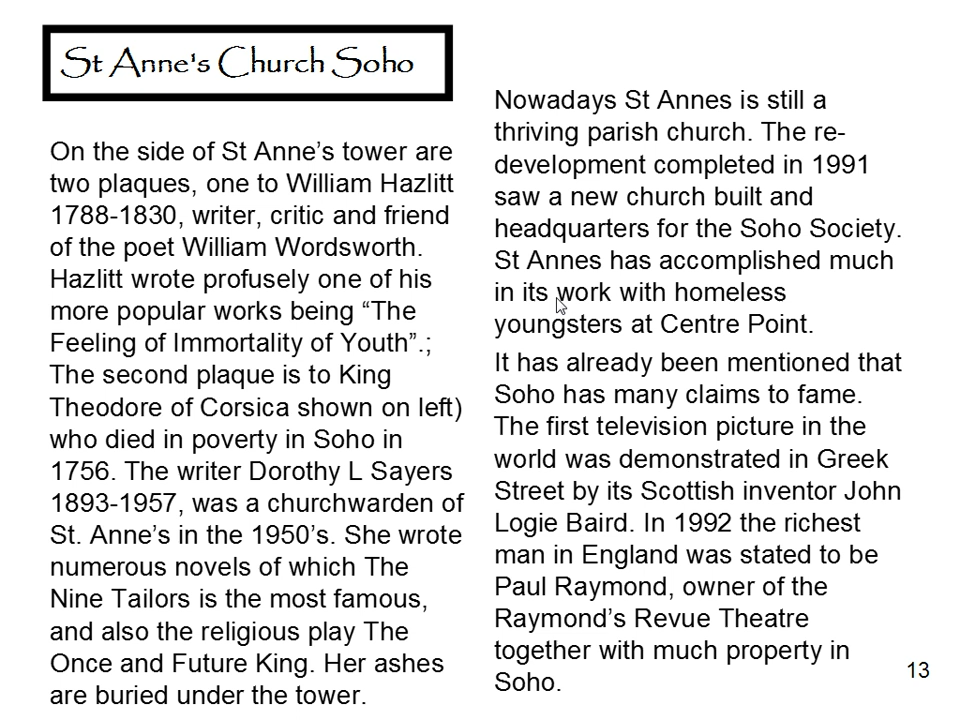 St Anne's Church Soho
On the side of St Anne’s tower are
two plaques, one to William Hazlitt
1788-1830, writer, critic and friend
of the poet William Wordsworth.
Hazlitt wrote profusely one of his
more popular works being “The
Feeling of Immortality of Youth”.;
The second plaque is to King
Theodore of Corsica shown on left)
who died in poverty in Soho in
1756. The writer Dorothy L Sayers
1893-1957, was a churchwarden of
St. Anne’s in the 1950’s. She wrote
numerous novels of which The
Nine Tailors is the most famous,
and also the religious play The
Once and Future King. Her ashes
are buried under the tower.
Nowadays St Annes is still a
thriving parish church. The re-
development completed in 1991
saw a new church built and
headquarters for the Soho Society.
St Annes has accomplished much
in its work with homeless
youngsters at Centre Point.
It has already been mentioned that
Soho has many claims to fame.
The first television picture in the
world was demonstrated in Greek
Street by its Scottish inventor John
Logie Baird. In 1992 the richest
man in England was stated to be
Paul Raymond, owner of the
Raymond’s Revue Theatre
together with much property in
Soho.
13